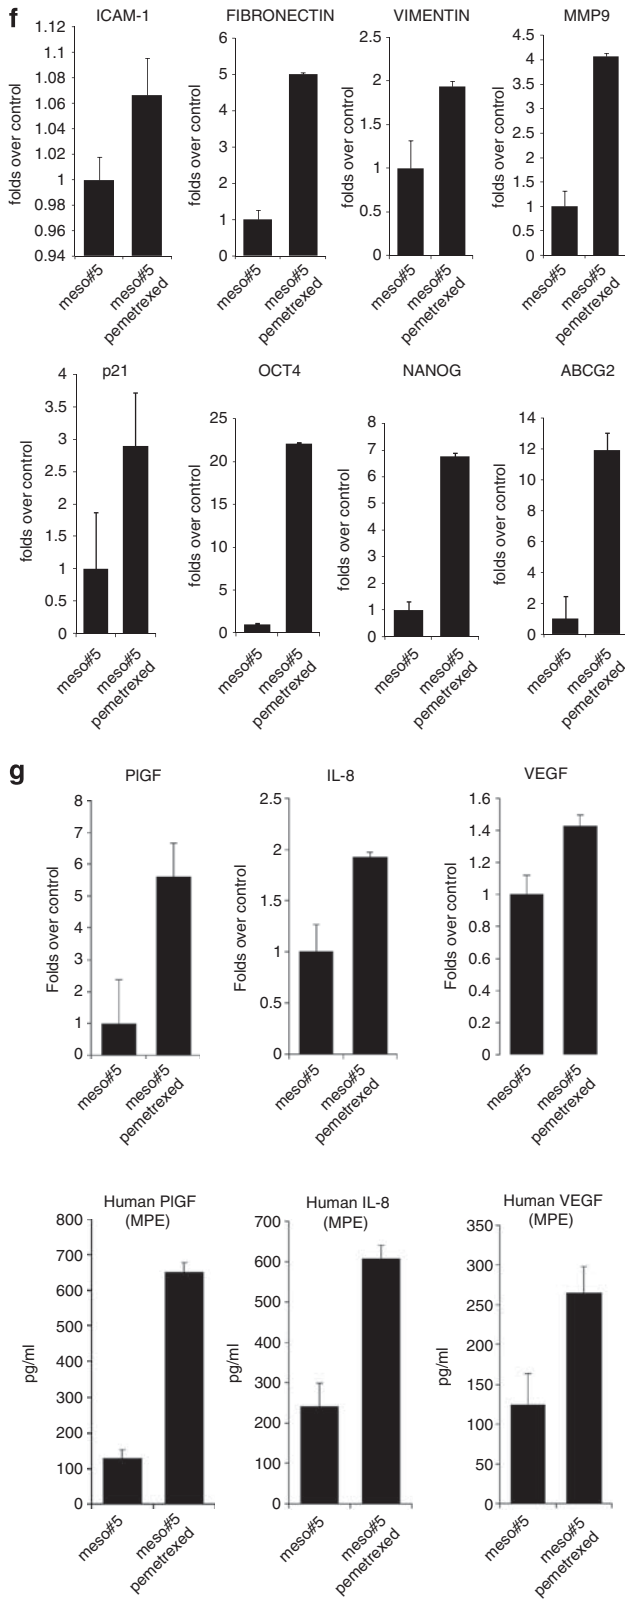 f
ICAM-1
folds over control
1.12
1.1
1.08
1.06
1.04
1.02
1
0.98
0.96
0.94
meso#5
meso#5
pemetrexed
FIBRONECTIN
folds over control
6
5
4
3
2
1
0
meso#5
meso#5
pemetrexed
VIMENTIN
folds over control
2.5
2
1.5
1
0.5
0
meso#5
meso#5
pemetrexed
MMP9
folds over control
4.5
4
3.5
3
2.5
2
1.5
1
0.5
0
meso#5
meso#5
pemetrexed
p21
folds over control
4
3.5
3
2.5
2
1.5
1
0.5
0
meso#5
meso#5
pemetrexed
OCT4
folds over control
25
20
15
10
5
0
meso#5
meso#5
pemetrexed
NANOG
folds over control
8
7
6
5
4
3
2
1
0
meso#5
meso#5
pemetrexed
ABCG2
folds over control
14
12
10
8
6
4
2
0
meso#5
meso#5
pemetrexed
g
PlGF
Folds over control
8
7
6
5
4
3
2
1
0
meso#5
meso#5
pemetrexed
IL-8
Folds over control
2.5
2
1.5
1
0.5
0
meso#5
meso#5
pemetrexed
VEGF
Folds over control
1.6
1.4
1.2
1
0.8
0.6
0.4
0.2
0
meso#5
meso#5
pemetrexed
Human PlGF
(MPE)
pg/ml
800
700
600
500
400
300
200
100
0
meso#5
meso#5
pemetrexed
Human IL-8
(MPE)
pg/ml
700
600
500
400
300
200
100
0
meso#5
meso#5
pemetrexed
Human VEGF
(MPE)
pg/ml
350
300
250
200
150
100
50
0
meso#5
meso#5
pemetrexed